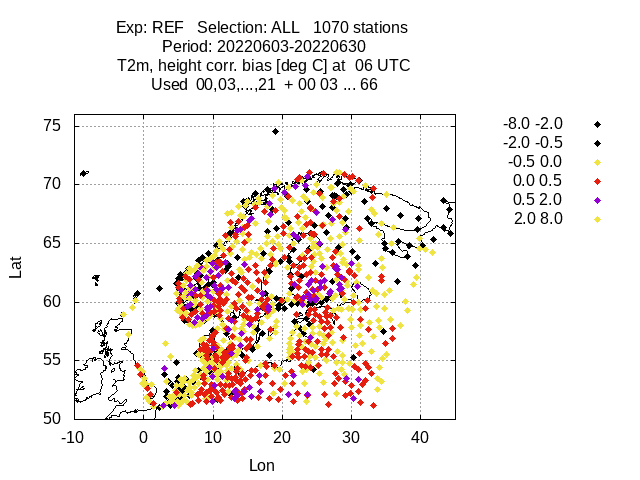 Exp: REF   Selection: ALL   1070 stations
Period: 20220603-20220630
T2m, height corr. bias [deg C] at  06 UTC
Used  00,03,...,21  + 00 03 ... 66
-8.0 -2.0
-2.0 -0.5
-0.5 0.0
0.0 0.5
0.5 2.0
2.0 8.0
75
70
65
60
55
50
Lat
-10 0 10 20 30 40
Lon